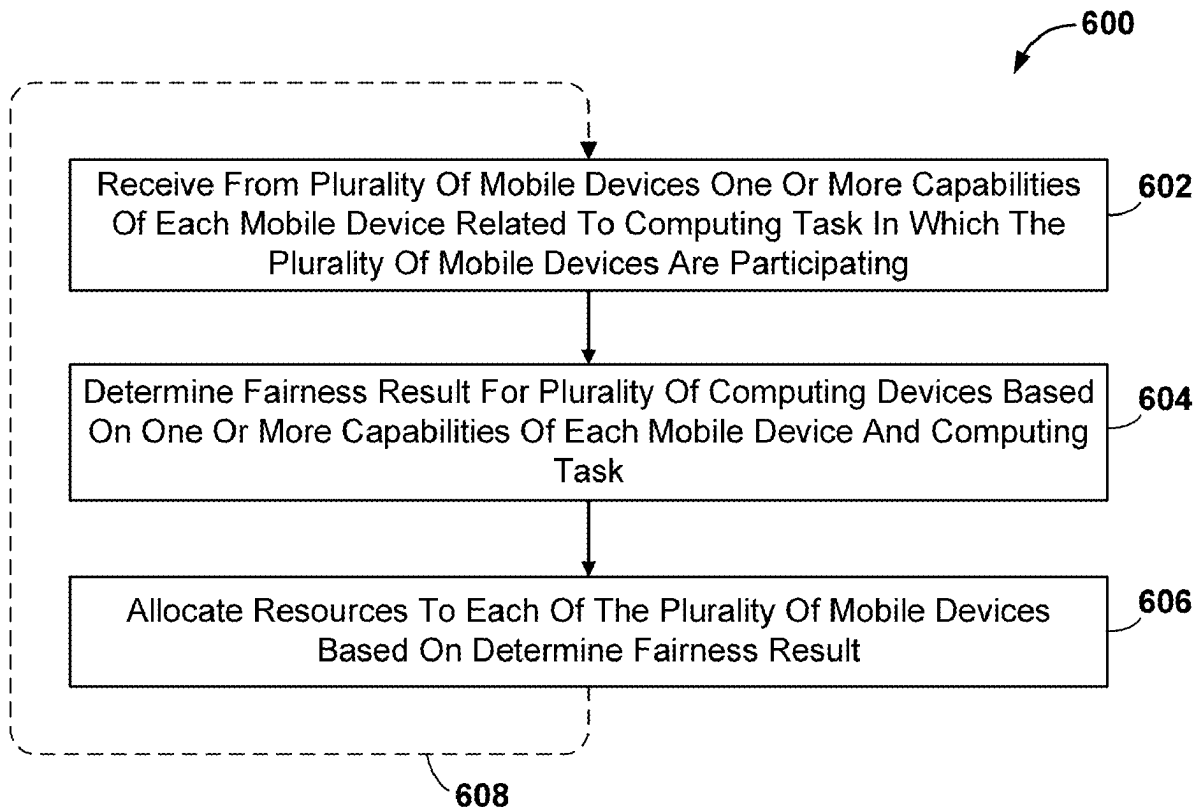 600
Receive From Plurality Of Mobile Devices One Or More Capabilities
Of Each Mobile Device Related To Computing Task In Which The
Plurality Of Mobile Devices Are Participating
602
Determine Fairness Result For Plurality Of Computing Devices Based
On One Or More Capabilities Of Each Mobile Device And Computing
Task
604
Allocate Resources To Each Of The Plurality Of Mobile Devices
Based On Determine Fairness Result
606
608